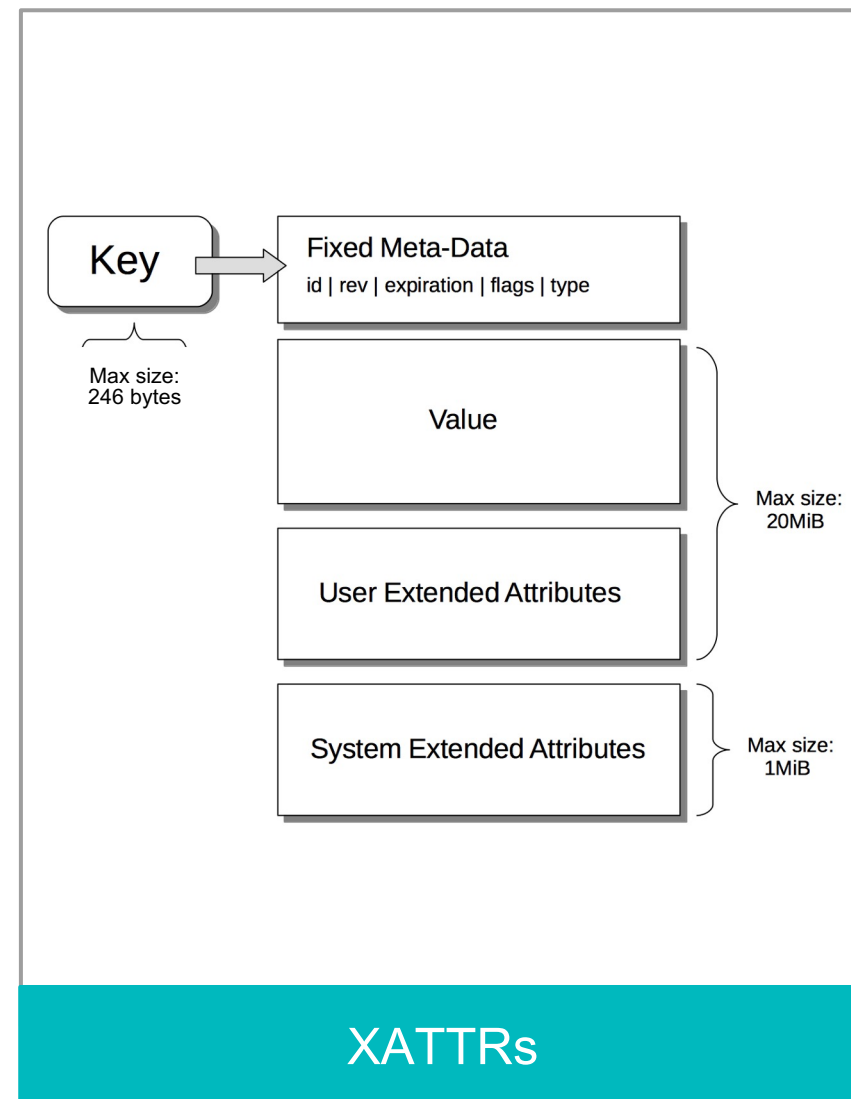 Key
Max size:
246 bytes
Fixed Meta-Data
id | rev | expiration | flags | type
Value
User Extended Attributes
Max size:
20MiB
System Extended Attributes
Max size:
1MiB
XATTRs